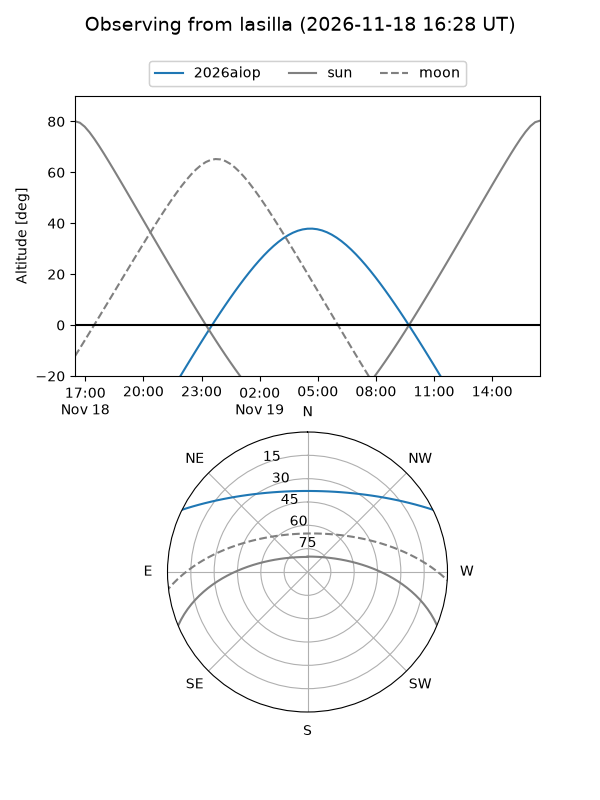 Observing from lasilla (2026-11-18 16:28 UT)
2026aiop sun moon
Altitude [deg]
80
60
40
20
0
−20
17:00 20:00 23:00 02:00 05:00 08:00 11:00 14:00
Nov 18 Nov 19
N
NE NW
15
30
45
60
75
E W
SE SW
S